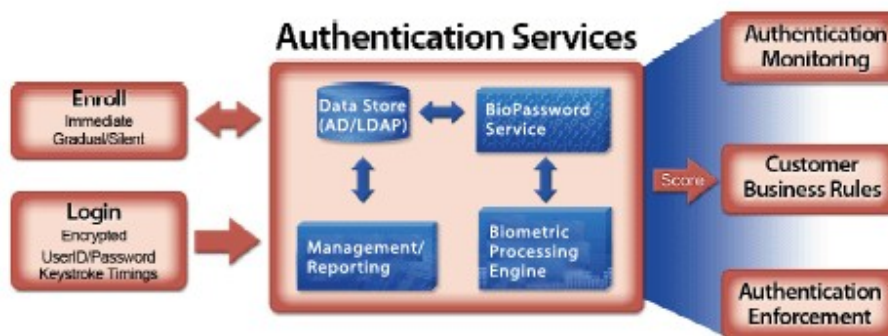 Authentication Services
Enroll
Immediate
Gradual/Silent
Login
Encrypted
UserID/Password
Keystroke Timings
Data Store
(AD/LDAP)
BioPassword
Service
Management/
Reporting
Biometric
Processing
Engine
Score
Authentication
Monitoring
Customer
Business Rules
Authentication
Enforcement